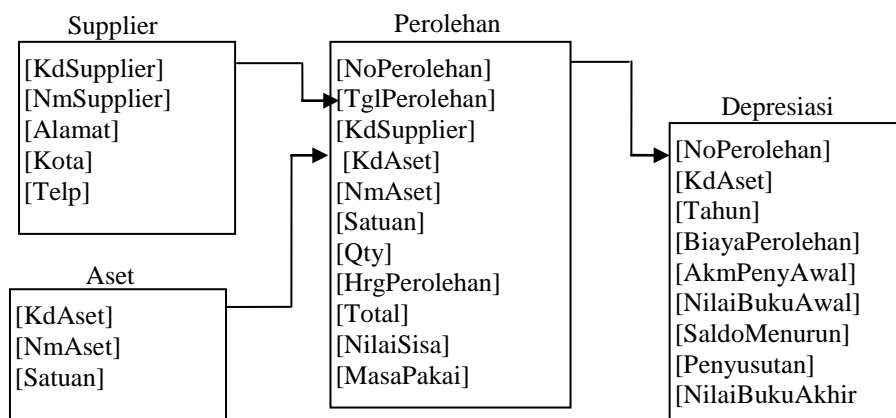 Supplier
[KdSupplier]
[NmSupplier]
[Alamat]
[Kota]
[Telp]
Aset
[KdAset]
[NmAset]
[Satuan]
Perolehan
[NoPerolehan]
[TglPerolehan]
[KdSupplier]
[KdAset]
[NmAset]
[Satuan]
[Qty]
[HrgPerolehan]
[Total]
[NilaiSisa]
[MasaPakai]
Depresiasi
[NoPerolehan]
[KdAset]
[Tahun]
[BiayaPerolehan]
[AkmPenyAwal]
[NilaiBukuAwal]
[SaldoMenurun]
[Penyusutan]
[NilaiBukuAkhir